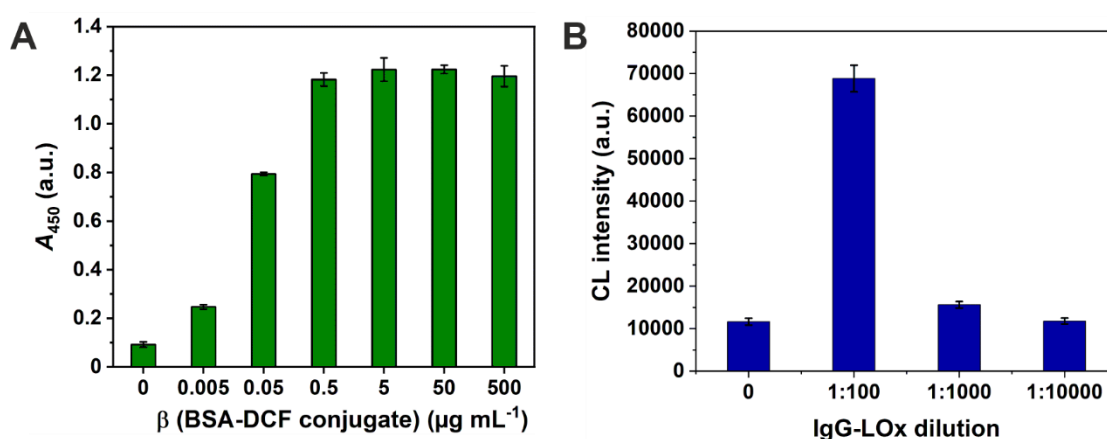 A
1.4
1.2
1.0
0.8
0.6
0.4
0.2
0
A450 (a.u.)
0 0.005 0.05 0.5 5 50 500
β (BSA-DCF conjugate) (µg mL-1)
B
80000
70000
60000
50000
40000
30000
20000
10000
0
CL intensity (a.u.)
0 1:100 1:1000 1:10000
IgG-LOx dilution